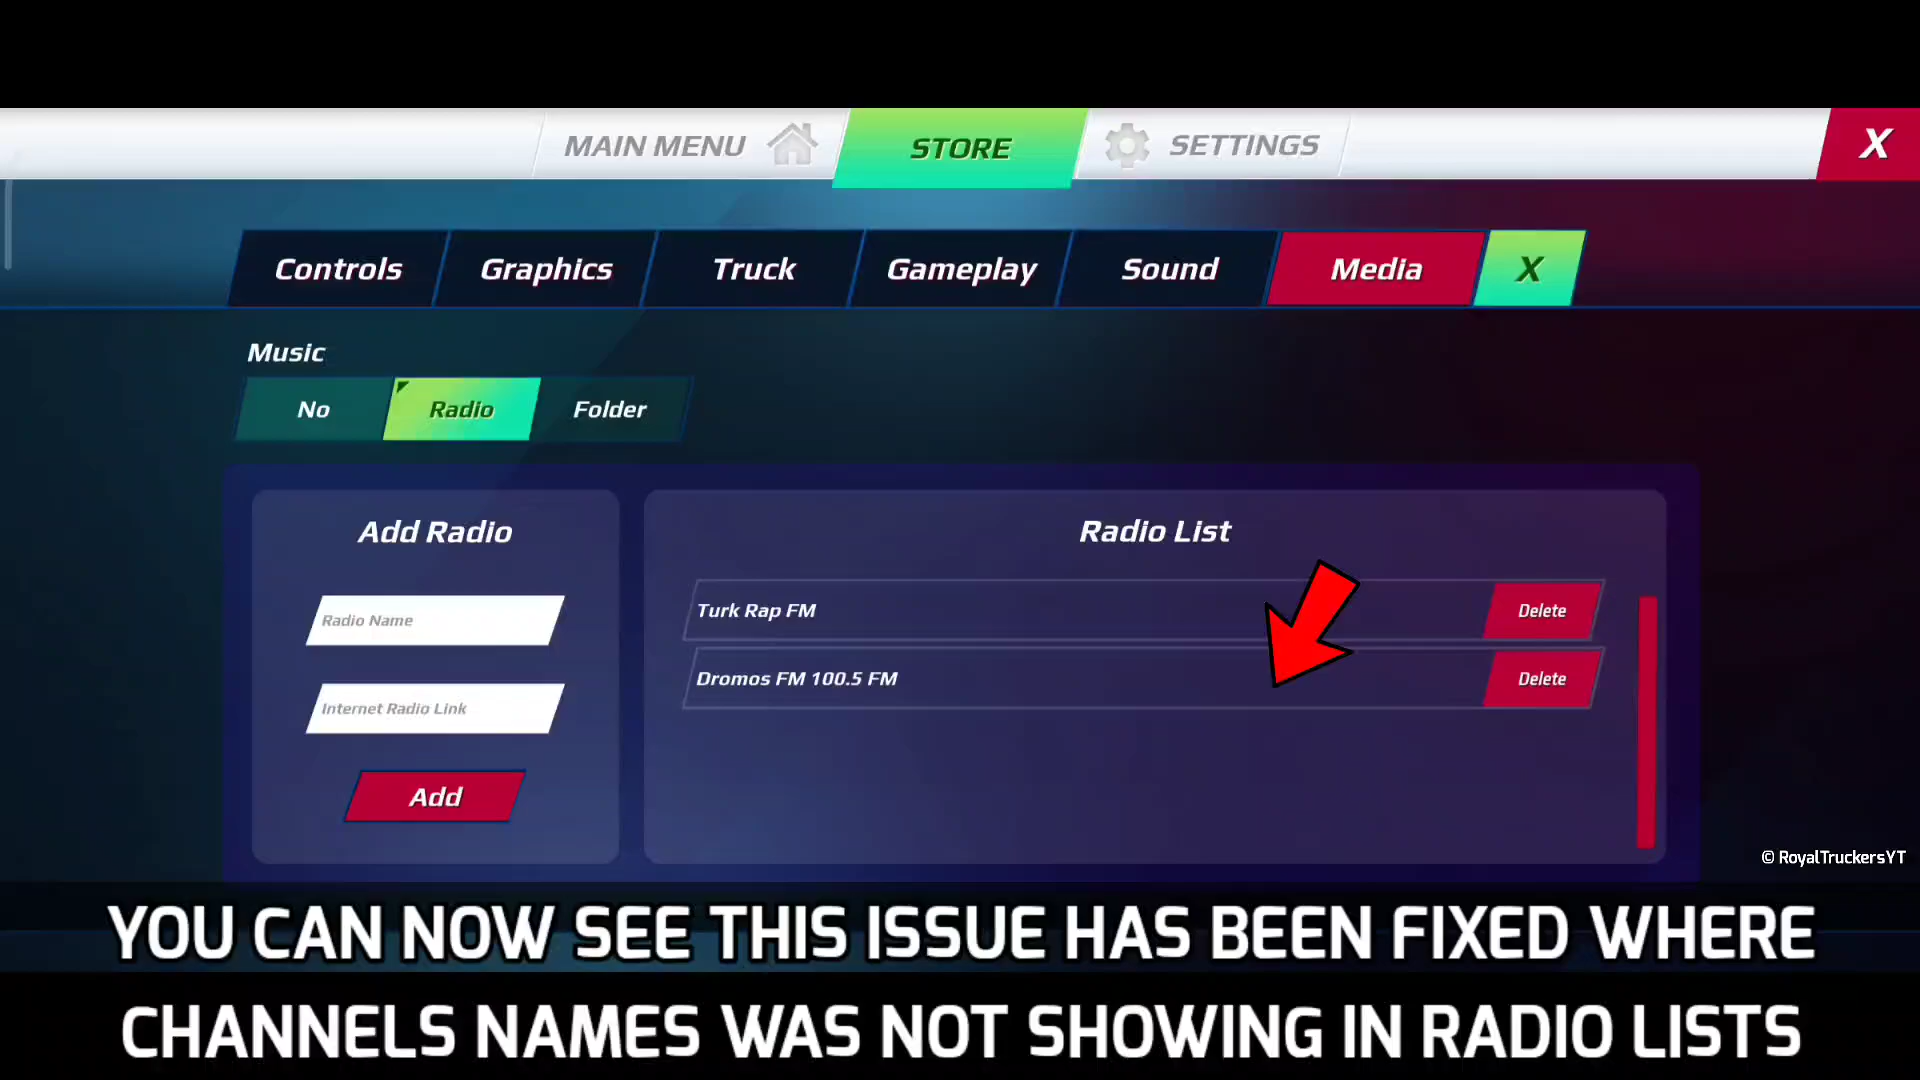 MAIN MENU STORE SETTINGS X
Controls Graphics Truck Gameplay Sound Media X
Music
No Radio Folder
Add Radio
Radio Name
Internet Radio Link
Add
Radio List
Turk Rap FM Delete
Dromos FM 100.5 FM Delete
© RoyalTruckersYT
YOU CAN NOW SEE THIS ISSUE HAS BEEN FIXED WHERE
CHANNELS NAMES WAS NOT SHOWING IN RADIO LISTS